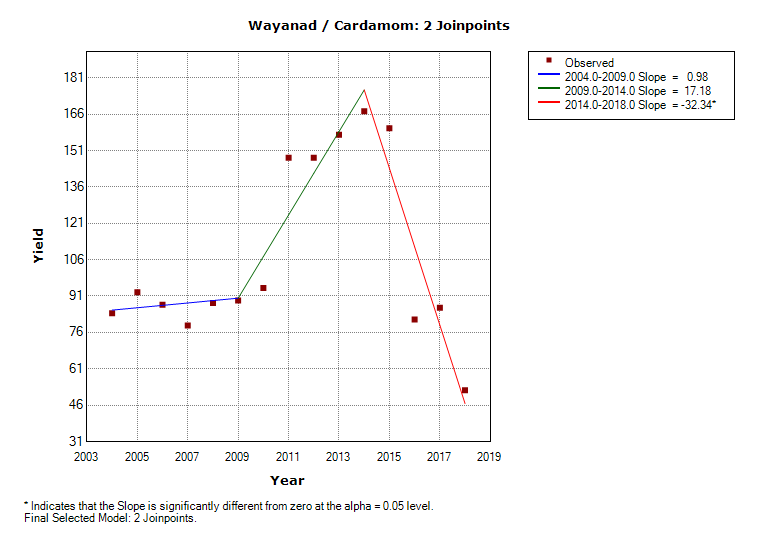 Wayanad / Cardamom: 2 Joinpoints
Observed
2004.0-2009.0 Slope = 0.98
2009.0-2014.0 Slope = 17.18
2014.0-2018.0 Slope = -32.34*
181
166
151
136
121
106
91
76
61
46
31
Yield
2003 2005 2007 2009 2011 2013 2015 2017 2019
Year
* Indicates that the Slope is significantly different from zero at the alpha = 0.05 level.
Final Selected Model: 2 Joinpoints.